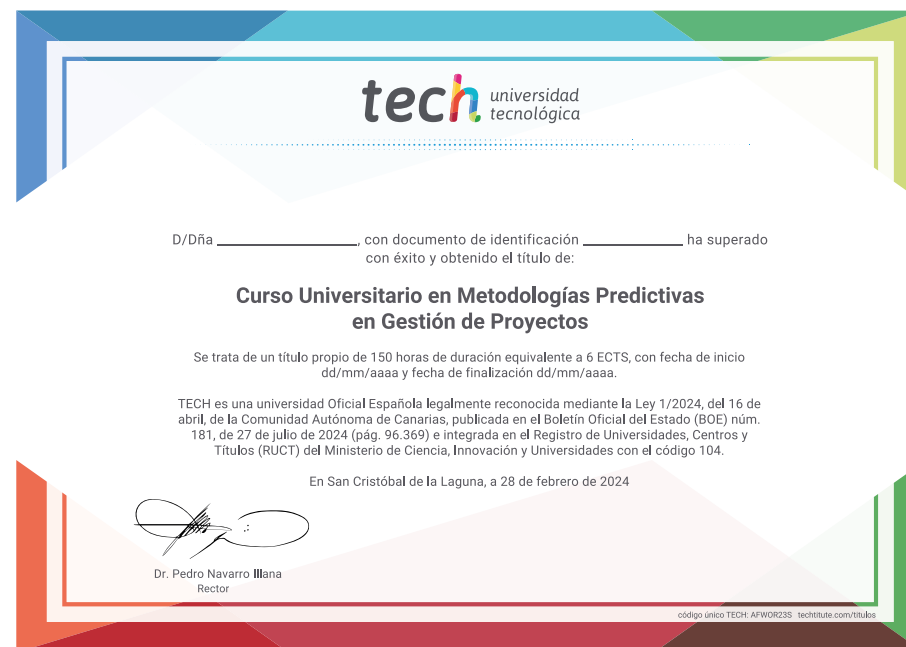 tech universidad
tecnológica
D/Dña ____________________, con documento de identificación ______________ ha superado
con éxito y obtenido el título de:
Curso Universitario en Metodologías Predictivas
en Gestión de Proyectos
Se trata de un título propio de 150 horas de duración equivalente a 6 ECTS, con fecha de inicio
dd/mm/aaaa y fecha de finalización dd/mm/aaaa.
TECH es una universidad Oficial Española legalmente reconocida mediante la Ley 1/2024, del 16 de
abril, de la Comunidad Autónoma de Canarias, publicada en el Boletín Oficial del Estado (BOE) núm.
181, de 27 de julio de 2024 (pág. 96.369) e integrada en el Registro de Universidades, Centros y
Títulos (RUCT) del Ministerio de Ciencia, Innovación y Universidades con el código 104.
En San Cristóbal de la Laguna, a 28 de febrero de 2024
Dr. Pedro Navarro Illana
Rector
código único TECH: AFWOR23S techtitute.com/titulos